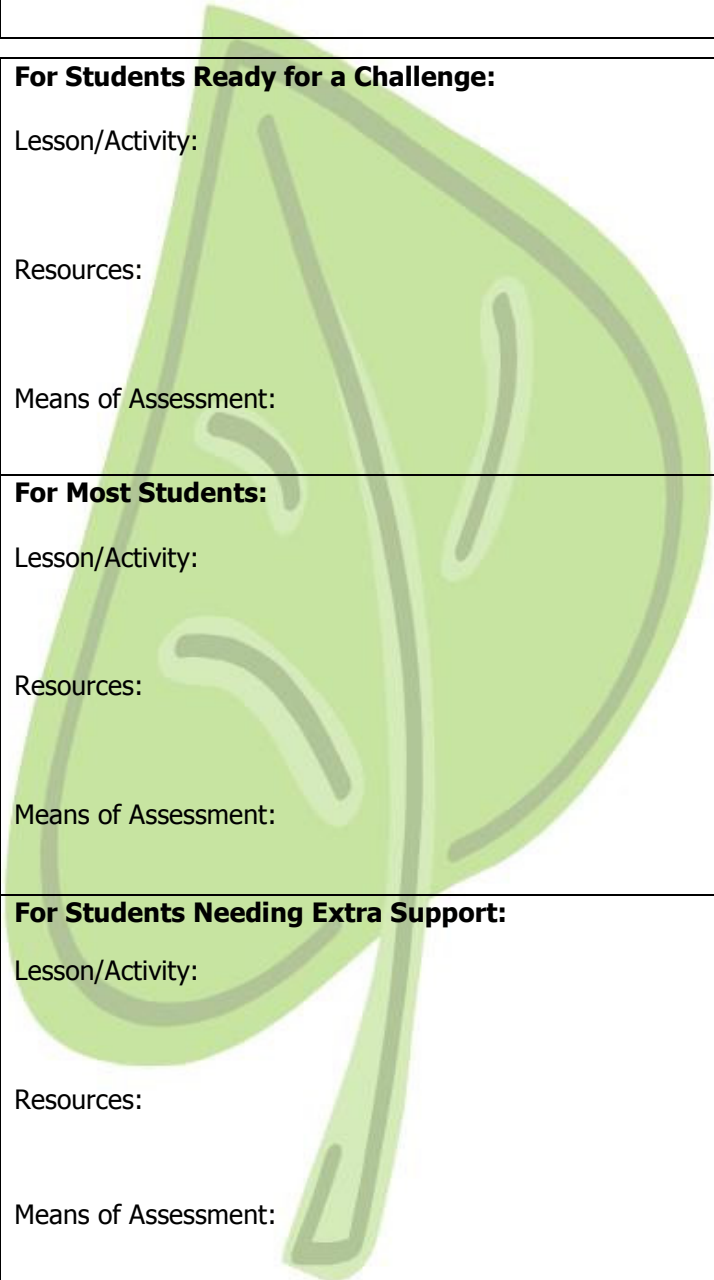 For Students Ready for a Challenge:
Lesson/Activity:
Resources:
Means of Assessment:
For Most Students:
Lesson/Activity:
Resources:
Means of Assessment:
For Students Needing Extra Support:
Lesson/Activity:
Resources:
Means of Assessment: